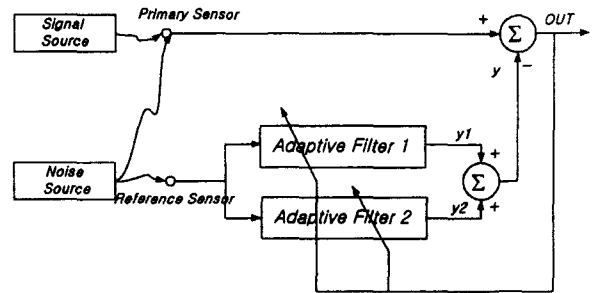 Primary Sensor
Signal
Source
+
Σ
OUT
y
−
Adaptive Filter 1
y1
+
Noise
Source
Reference Sensor
Σ
Adaptive Filter 2
y2
+